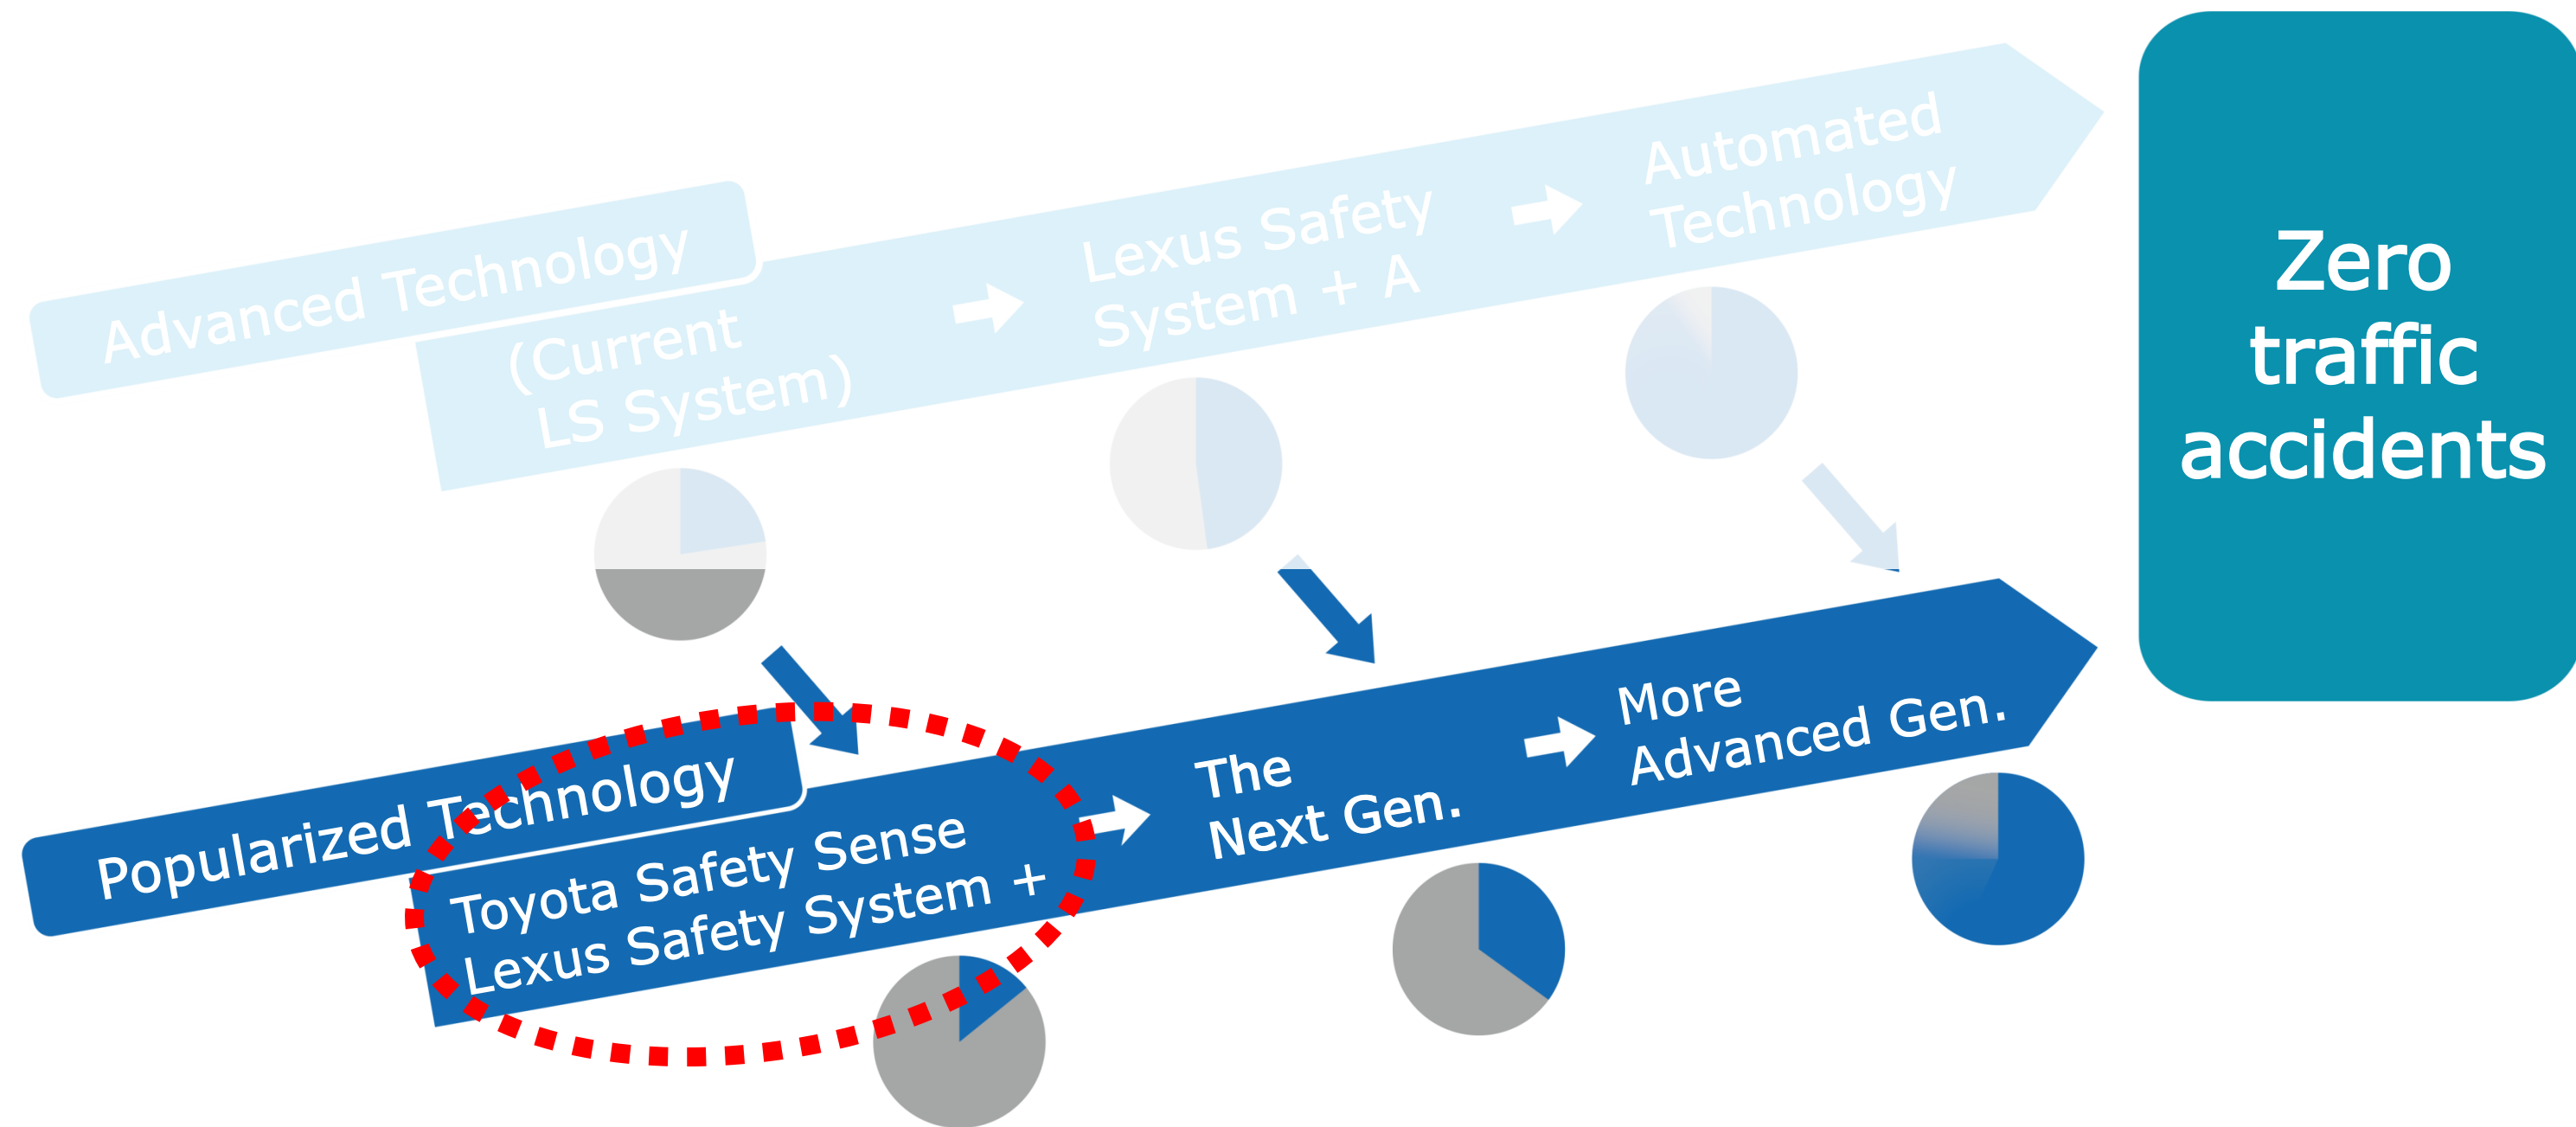 Advanced Technology
(Current
LS System)
Lexus Safety
System + A
Automated
Technology
Popularized Technology
Toyota Safety Sense
Lexus Safety System +
The
Next Gen.
More
Advanced Gen.
Zero
traffic
accidents